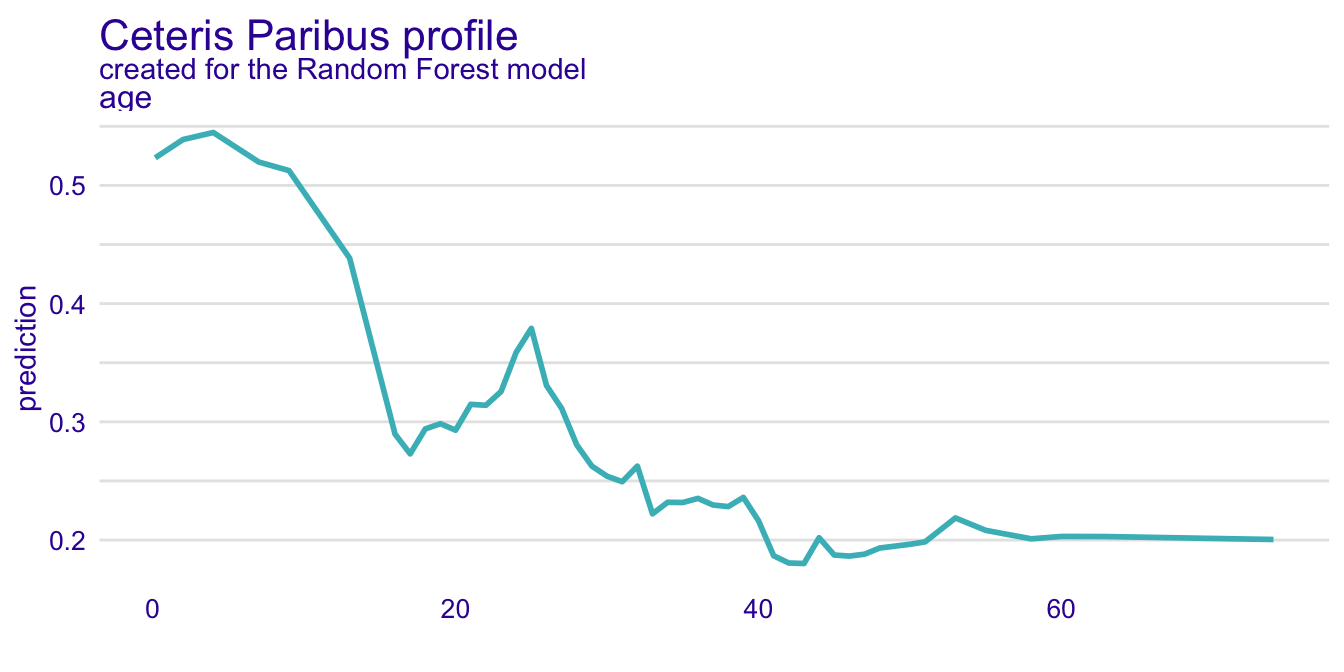 Ceteris Paribus profile
created for the Random Forest model
age
prediction
0.5
0.4
0.3
0.2
0 20 40 60